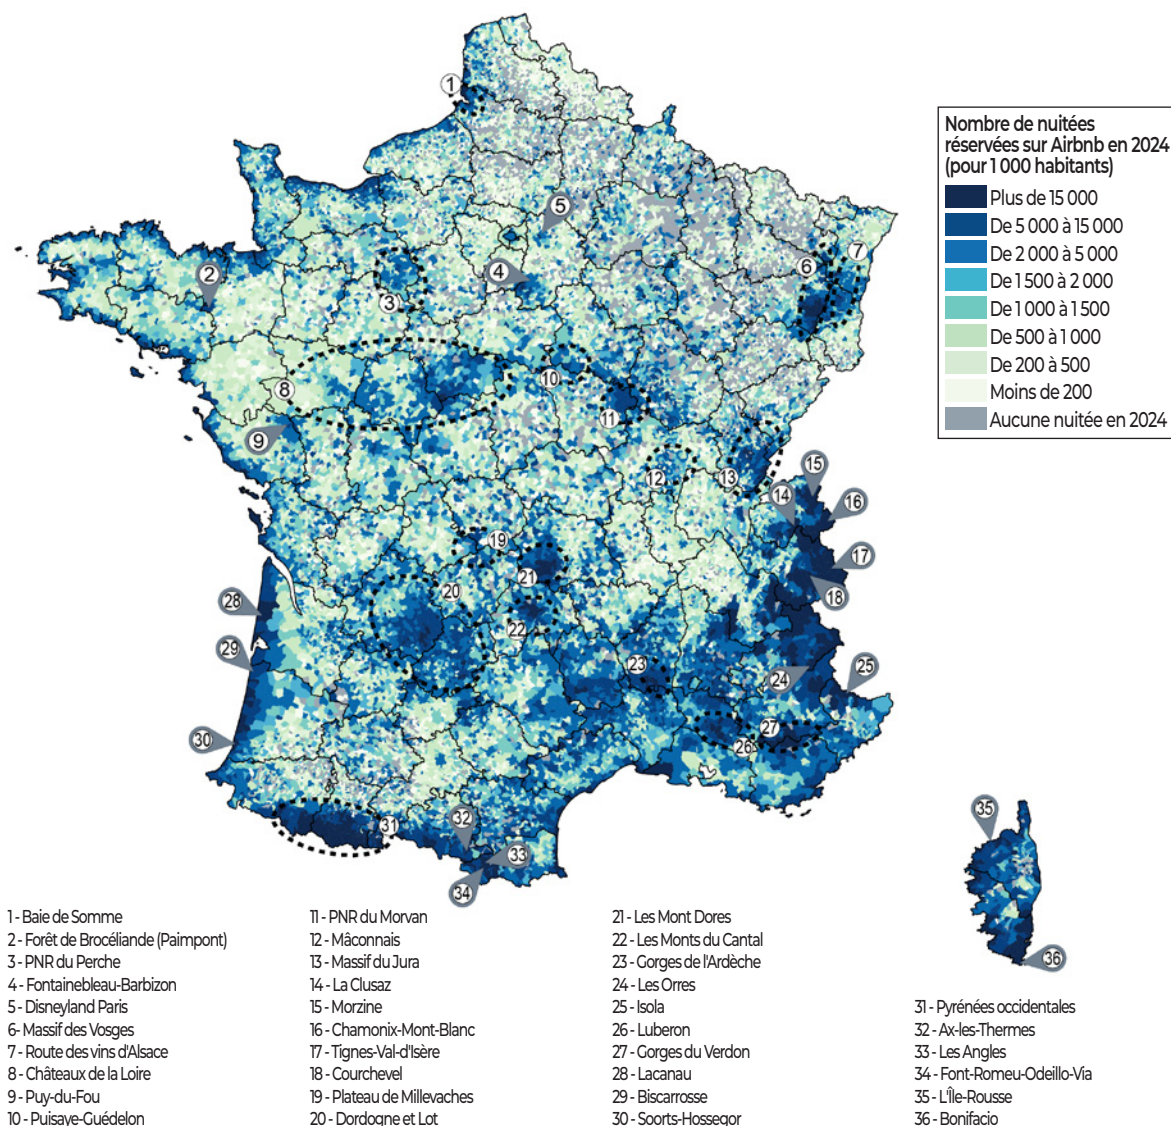 Nombre de nuitées
réservées sur Airbnb en 2024
(pour 1 000 habitants)
Plus de 15 000
De 5 000 à 15 000
De 2 000 à 5 000
De 1 500 à 2 000
De 1 000 à 1 500
De 500 à 1 000
De 200 à 500
Moins de 200
Aucune nuitée en 2024
1
2
3
4
5
6
7
8
9
10
11
12
13
14
15
16
17
18
19
20
21
22
23
24
25
26
27
28
29
30
31
32
33
34
35
36
1 - Baie de Somme
2 - Forêt de Brocéliande (Paimpont)
3 - PNR du Perche
4 - Fontainebleau-Barbizon
5 - Disneyland Paris
6- Massif des Vosges
7 - Route des vins d'Alsace
8 - Châteaux de la Loire
9 - Puy-du-Fou
10 - Puisaye-Guédelon
11 - PNR du Morvan
12 - Mâconnais
13 - Massif du Jura
14 - La Clusaz
15 - Morzine
16 - Chamonix-Mont-Blanc
17 - Tignes-Val-d'Isère
18 - Courchevel
19 - Plateau de Millevaches
20 - Dordogne et Lot
21 - Les Mont Dores
22 - Les Monts du Cantal
23 - Gorges de l'Ardèche
24 - Les Orres
25 - Isola
26 - Luberon
27 - Gorges du Verdon
28 - Lacanau
29 - Biscarrosse
30 - Soorts-Hossegor
31 - Pyrénées occidentales
32 - Ax-les-Thermes
33 - Les Angles
34 - Font-Romeu-Odeillo-Via
35 - L'Île-Rousse
36 - Bonifacio